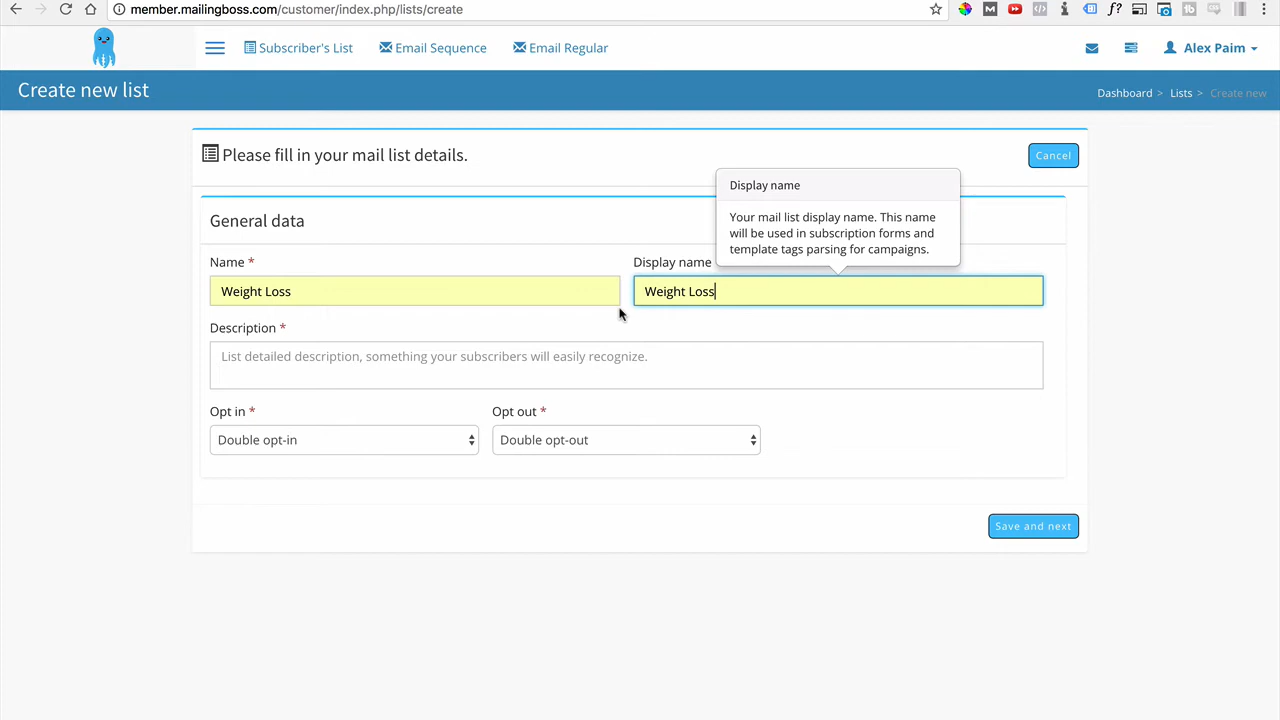 member.mailingboss.com/customer/index.php/lists/create
Subscriber's List
Email Sequence
Email Regular
Alex Paim
Create new list
Dashboard > Lists > Create new
Please fill in your mail list details.
Cancel
Display name
Your mail list display name. This name
will be used in subscription forms and
template tags parsing for campaigns.
General data
Name *
Display name
Weight Loss
Weight Loss
Description *
List detailed description, something your subscribers will easily recognize.
Opt in *
Opt out *
Double opt-in
Double opt-out
Save and next